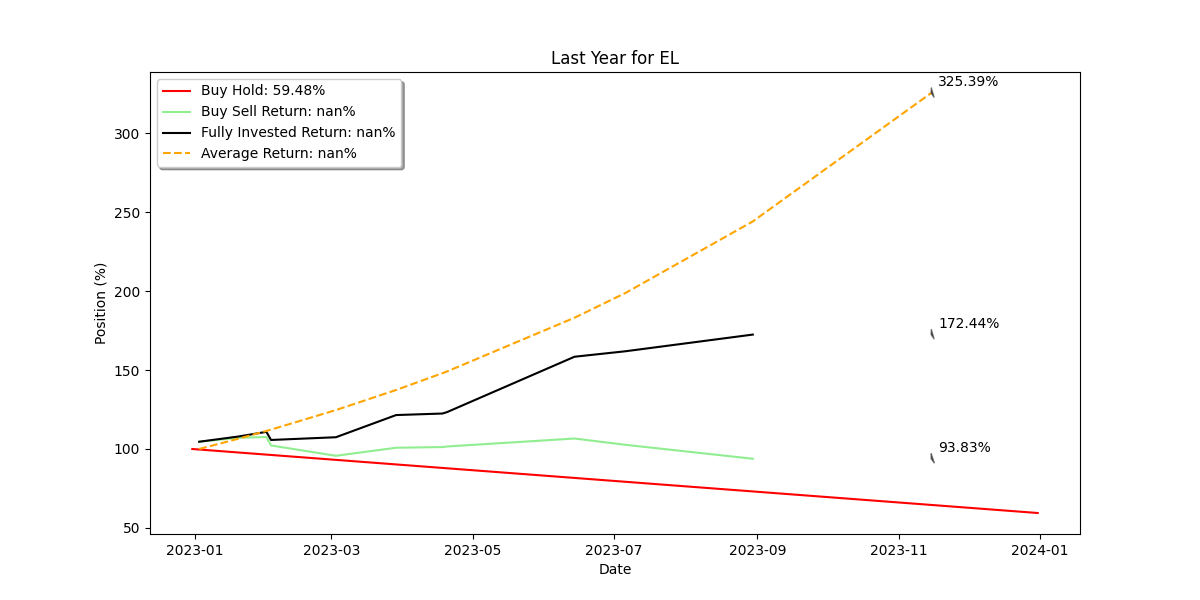 Last Year for EL
Buy Hold: 59.48%
Buy Sell Return: nan%
Fully Invested Return: nan%
Average Return: nan%
325.39%
172.44%
93.83%
300
250
200
150
100
50
Position (%)
2023-01
2023-03
2023-05
2023-07
2023-09
2023-11
2024-01
Date